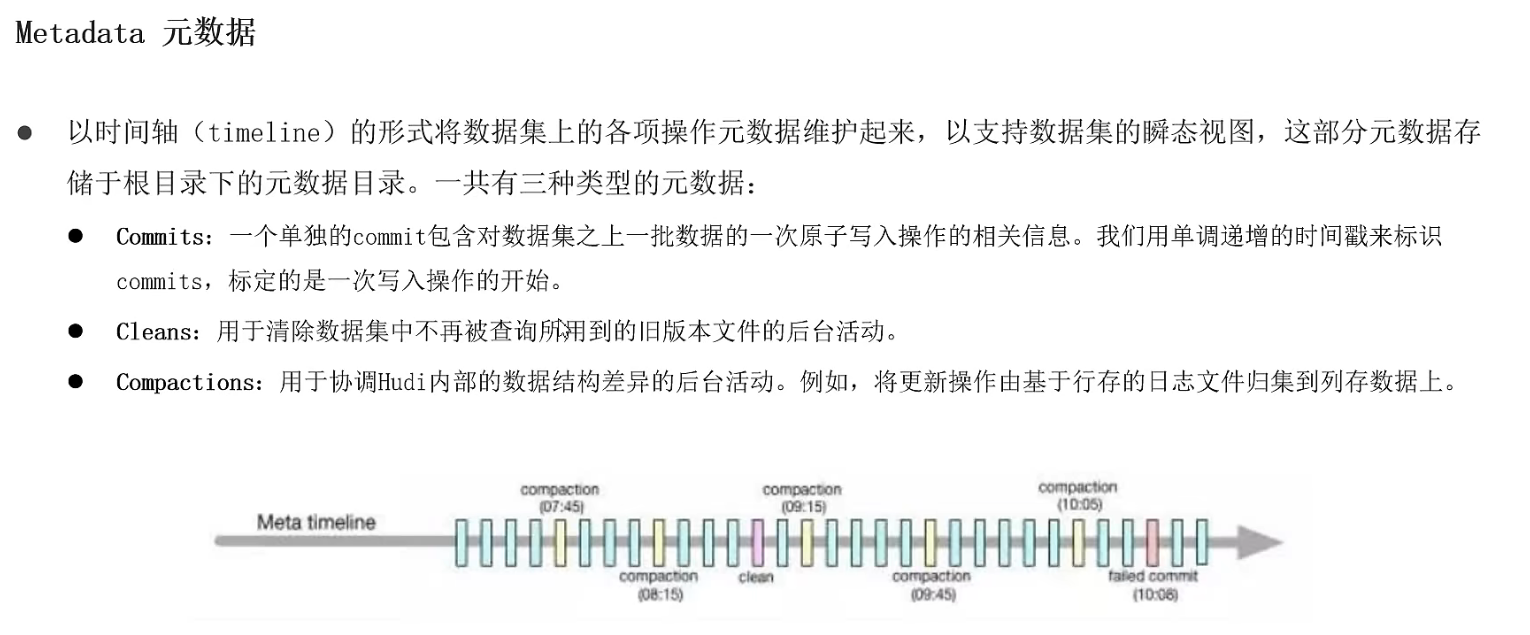 Metadata 元数据
以时间轴（timeline）的形式将数据集上的各项操作元数据维护起来，以支持数据集的瞬态视图，这部分元数据存
储于根目录下的元数据目录。一共有三种类型的元数据：
Commits：一个单独的commit包含对数据集之上一批数据的一次原子写入操作的相关信息。我们用单调递增的时间戳来标识
commits，标定的是一次写入操作的开始。
Cleans：用于清除数据集中不再被查询所用到的旧版本文件的后台活动。
Compactions：用于协调Hudi内部的数据结构差异的后台活动。例如，将更新操作由基于行存的日志文件归集到列存数据上。
Meta timeline
compaction
(07:45)
compaction
(08:15)
clean
compaction
(09:15)
compaction
(09:45)
compaction
(10:05)
failed commit
(10:08)